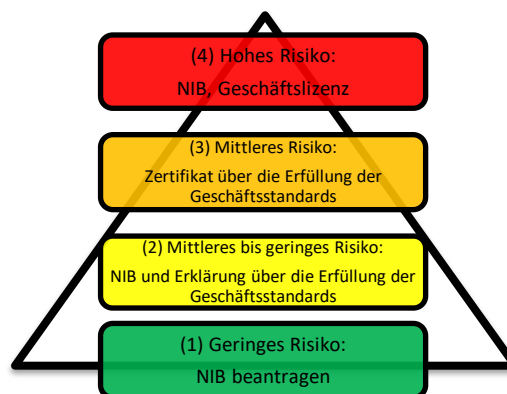 (4) Hohes Risiko:
NIB, Geschäftslizenz
(3) Mittleres Risiko:
Zertifikat über die Erfüllung der
Geschäftsstandards
(2) Mittleres bis geringes Risiko:
NIB und Erklärung über die Erfüllung der
Geschäftsstandards
(1) Geringes Risiko:
NIB beantragen